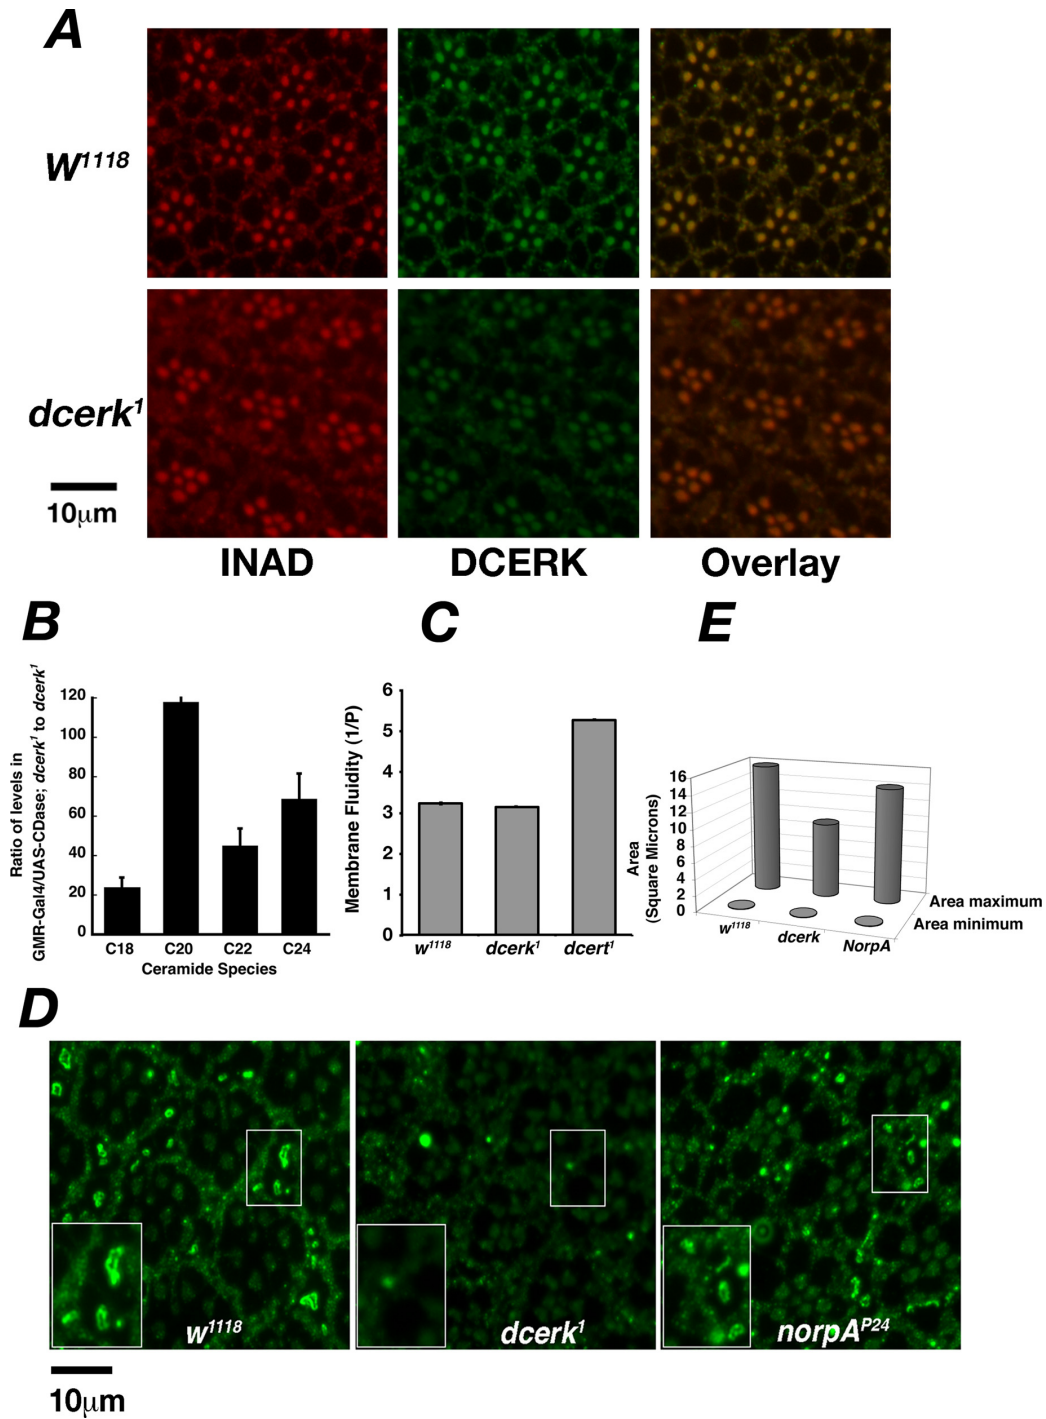 A
W1118
dcerk1
10µm
INAD DCERK Overlay
B
Ratio of levels in
GMR-Gal4/UAS-CDase; dcerk1 to dcerk1
120
100
80
60
40
20
0
C18 C20 C22 C24
Ceramide Species
C
Membrane Fluidity (1/P)
6
5
4
3
2
1
0
w1118 dcerk1 dcert1
E
Area
(Square Microns)
16
14
12
10
8
6
4
2
0
w1118 dcerk NorpA
Area maximum
Area minimum
D
w1118 dcerk1 norpAP24
10µm